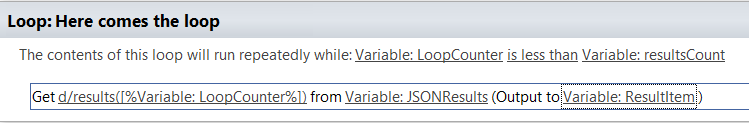 Loop: Here comes the loop
The contents of this loop will run repeatedly while: Variable: LoopCounter is less than Variable: resultsCount
Get d/results([%Variable: LoopCounter%]) from Variable: JSONResults (Output to Variable: ResultItem )